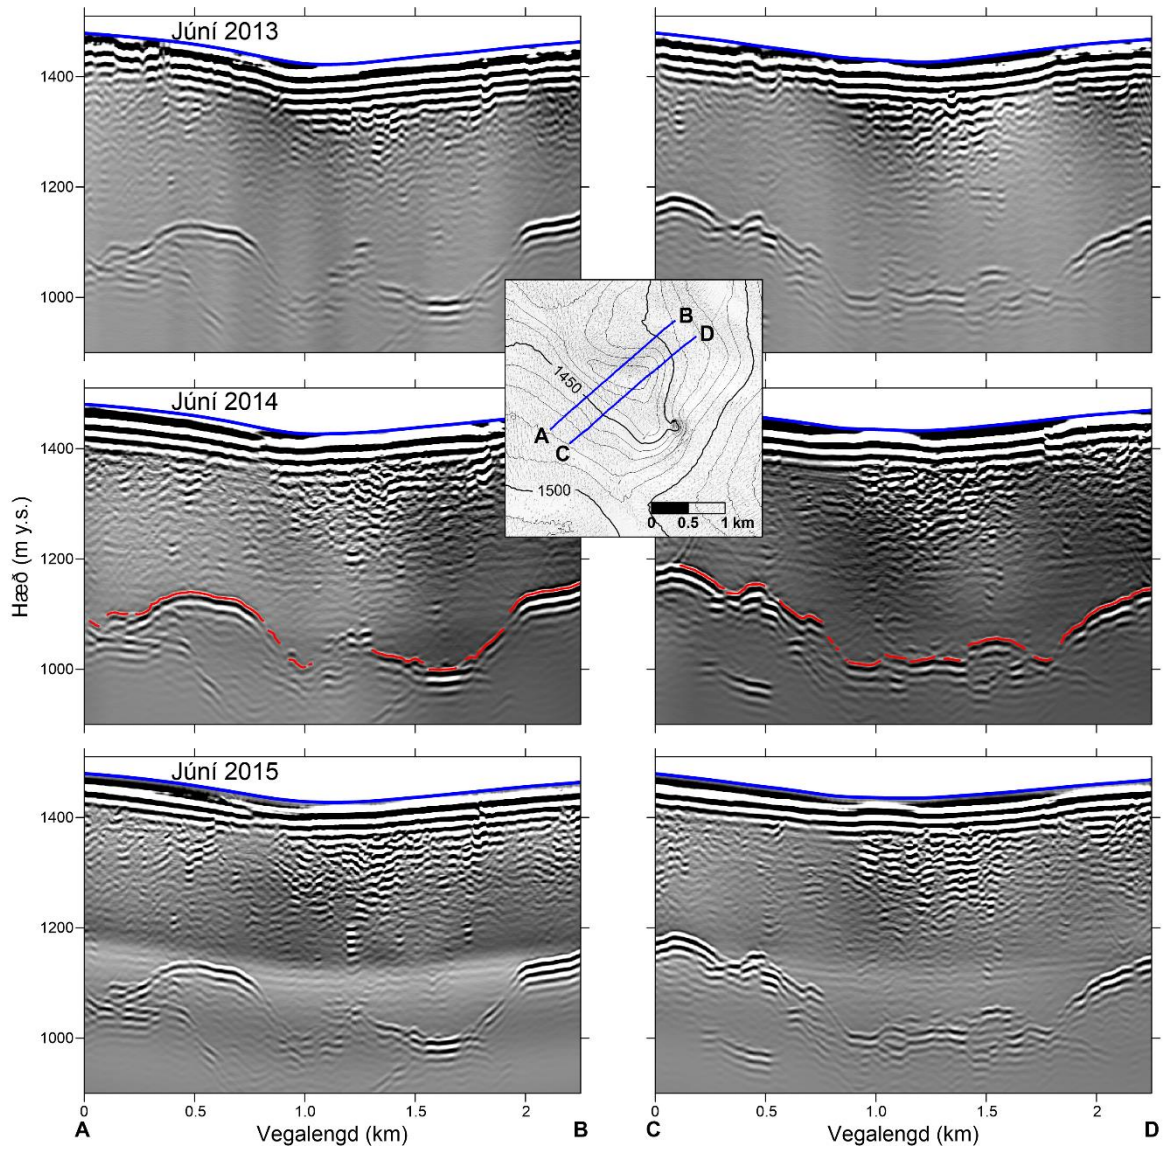 Júní 2013
1400
1200
1000
B
D
1450
A
C
1500
0 0.5 1 km
Júní 2014
Hæð (m y.s.)
1400
1200
1000
Júní 2015
1400
1200
1000
0 0.5 1.0 1.5 2 0 0.5 1.0 1.5 2
A Vegalengd (km) B C Vegalengd (km) D